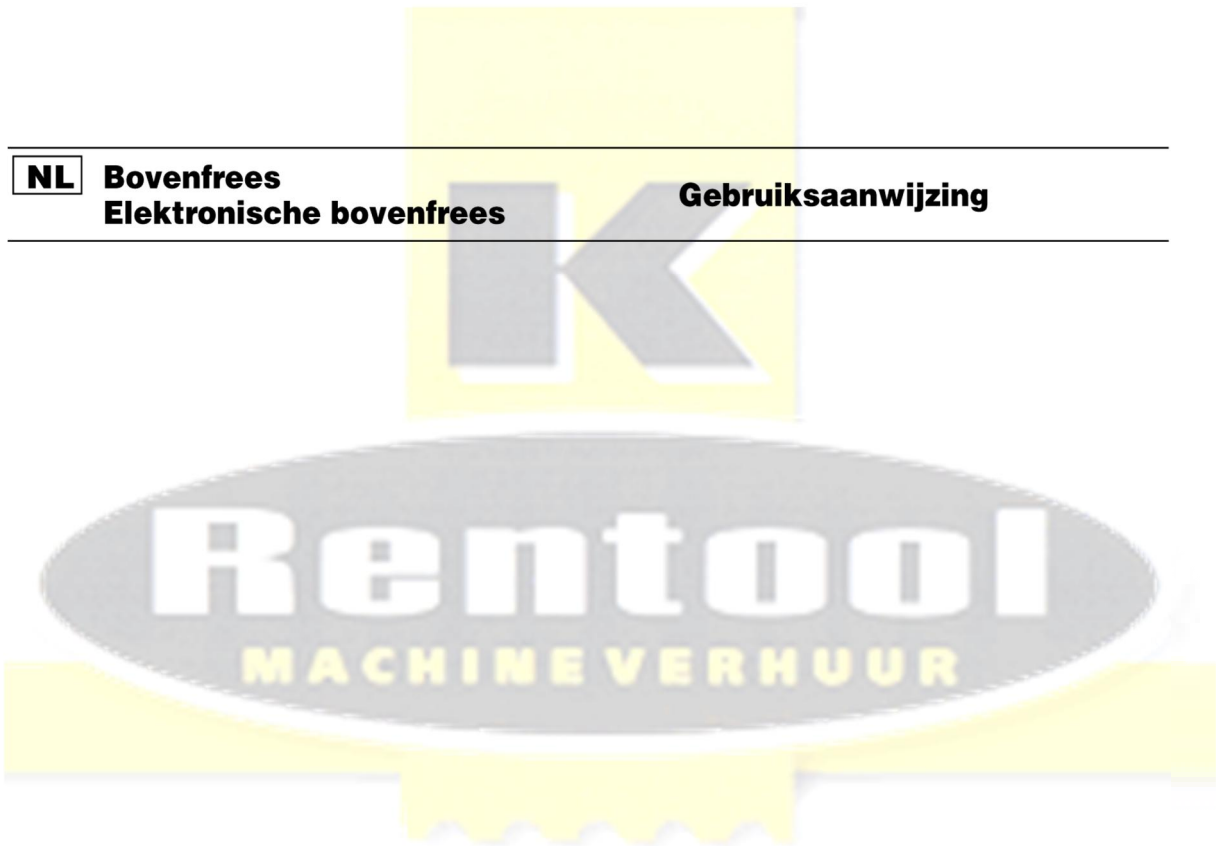 NL Bovenfrees
Elektronische bovenfrees
Gebruiksaanwijzing
K
Rentool
MACHINEVERHUUR